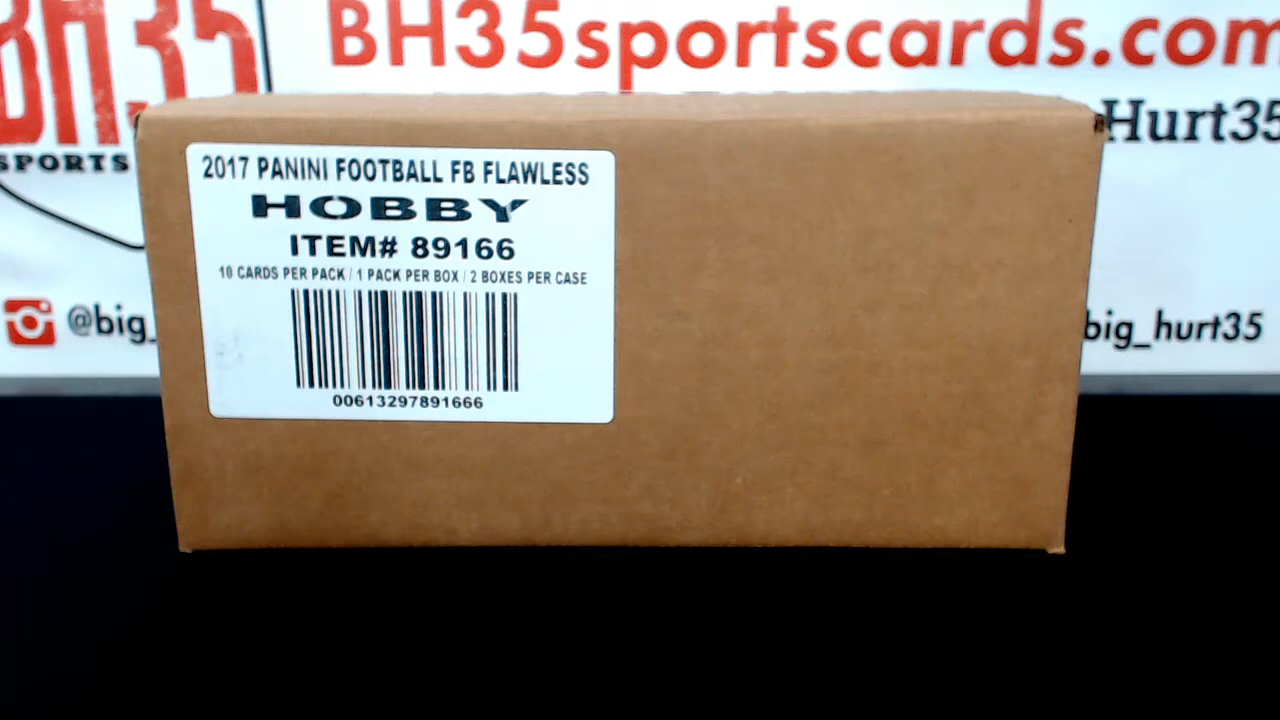 BH35
SPORTS
BH35sportscards.com
Hurt35
@big_
big_hurt35
2017 PANINI FOOTBALL FB FLAWLESS
HOBBY
ITEM# 89166
10 CARDS PER PACK / 1 PACK PER BOX / 2 BOXES PER CASE
00613297891666